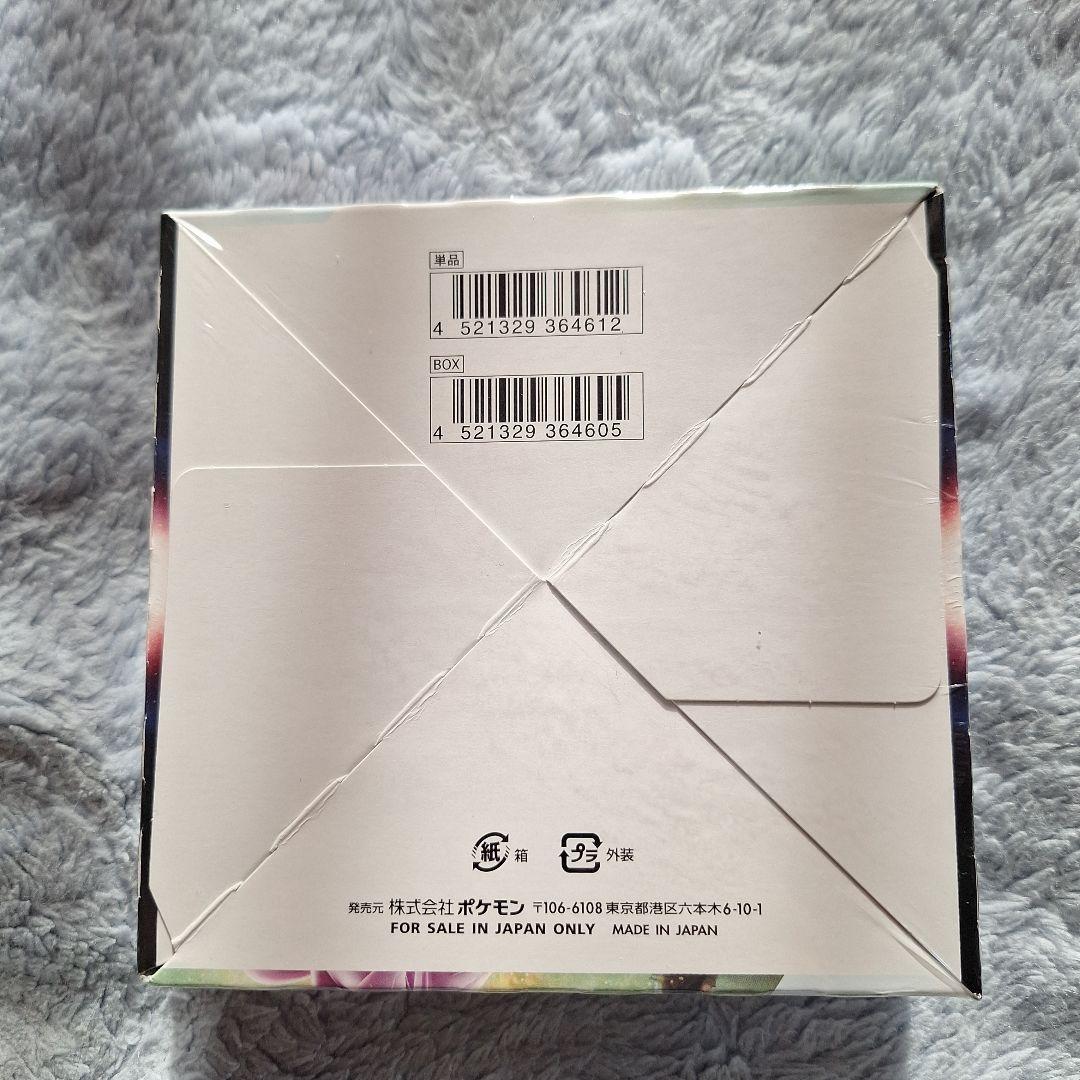 単品
4 521329 364612
BOX
4 521329 364605
紙 箱 プラ 外装
発売元 株式会社 ポケモン 〒106-6108 東京都港区六本木6-10-1
FOR SALE IN JAPAN ONLY MADE IN JAPAN